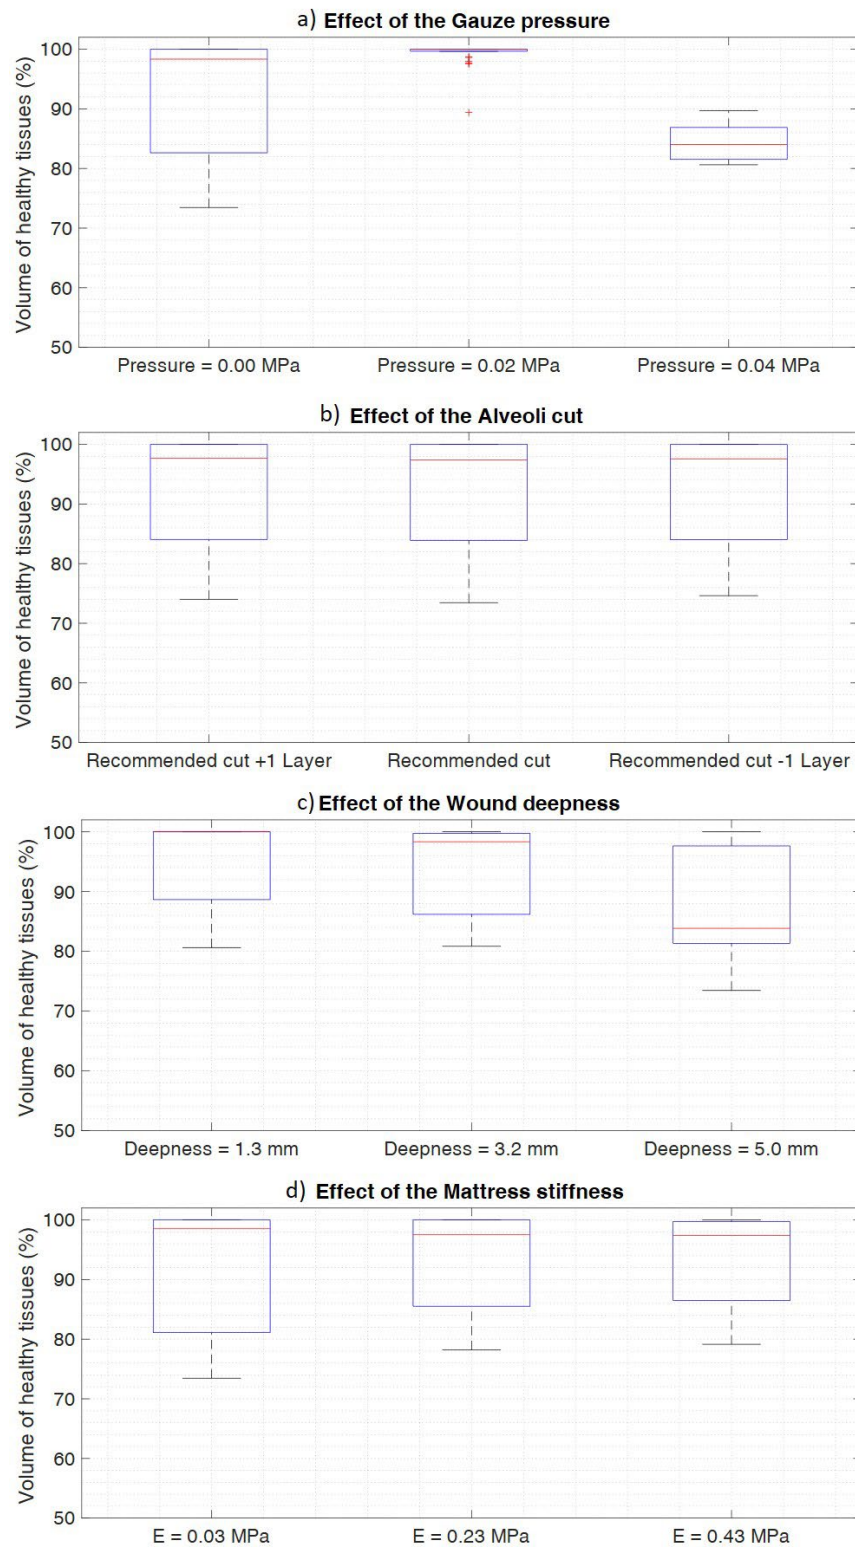 a) Effect of the Gauze pressure
Volume of healthy tissues (%)
100
90
80
70
60
50
Pressure = 0.00 MPa Pressure = 0.02 MPa Pressure = 0.04 MPa
b) Effect of the Alveoli cut
Volume of healthy tissues (%)
100
90
80
70
60
50
Recommended cut +1 Layer Recommended cut Recommended cut -1 Layer
c) Effect of the Wound deepness
Volume of healthy tissues (%)
100
90
80
70
60
50
Deepness = 1.3 mm Deepness = 3.2 mm Deepness = 5.0 mm
d) Effect of the Mattress stiffness
Volume of healthy tissues (%)
100
90
80
70
60
50
E = 0.03 MPa E = 0.23 MPa E = 0.43 MPa